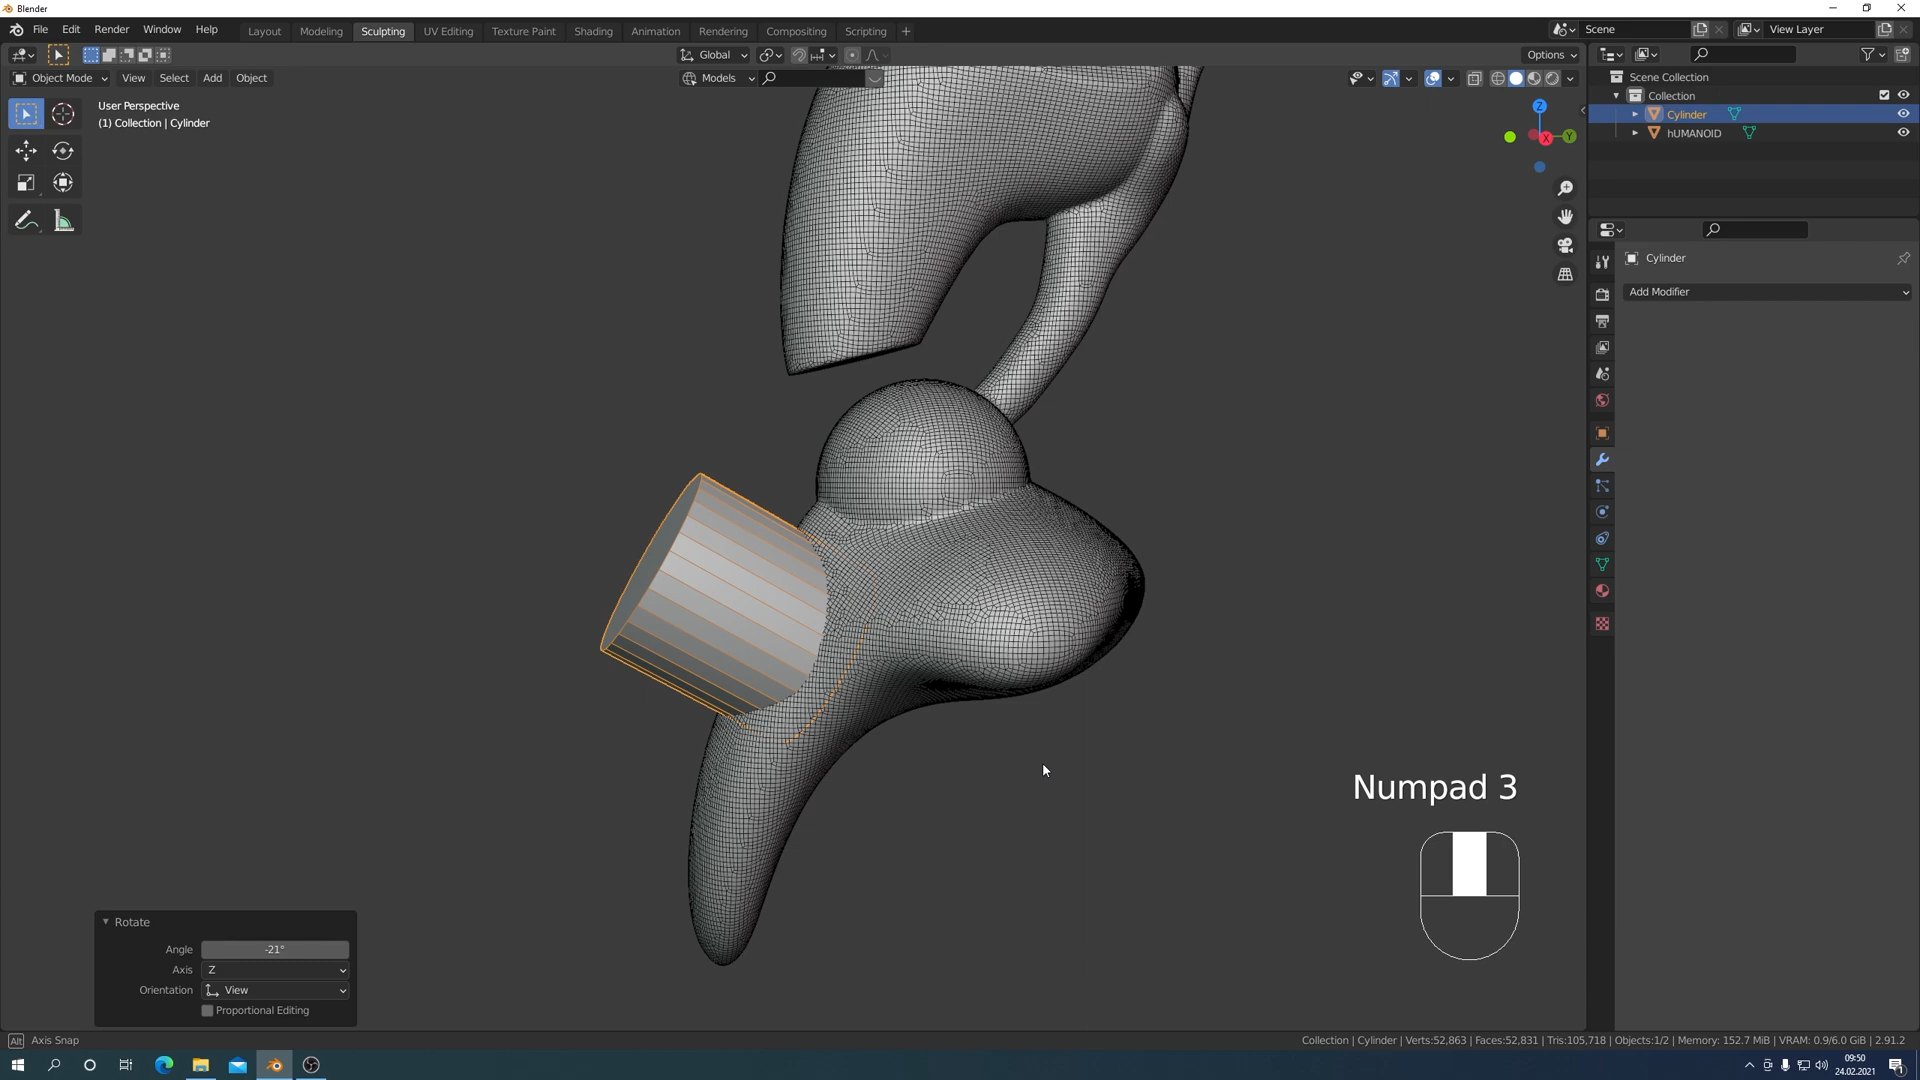 Blender
File Edit Render Window Help
Layout Modeling Sculpting UV Editing Texture Paint Shading Animation Rendering Compositing Scripting +
Scene
View Layer
Global
Options
Object Mode View Select Add Object
Models
User Perspective
(1) Collection | Cylinder
Z
X
Y
Scene Collection
Collection
Cylinder
hUMANOID
Cylinder
Add Modifier
Numpad 3
Rotate
Angle -21°
Axis Z
Orientation View
Proportional Editing
Alt Axis Snap
Collection | Cylinder | Verts:52,863 | Faces:52,831 | Tris:105,718 | Objects:1/2 | Memory: 152.7 MiB | VRAM: 0.9/6.0 GiB | 2.91.2
09:50
24.02.2021